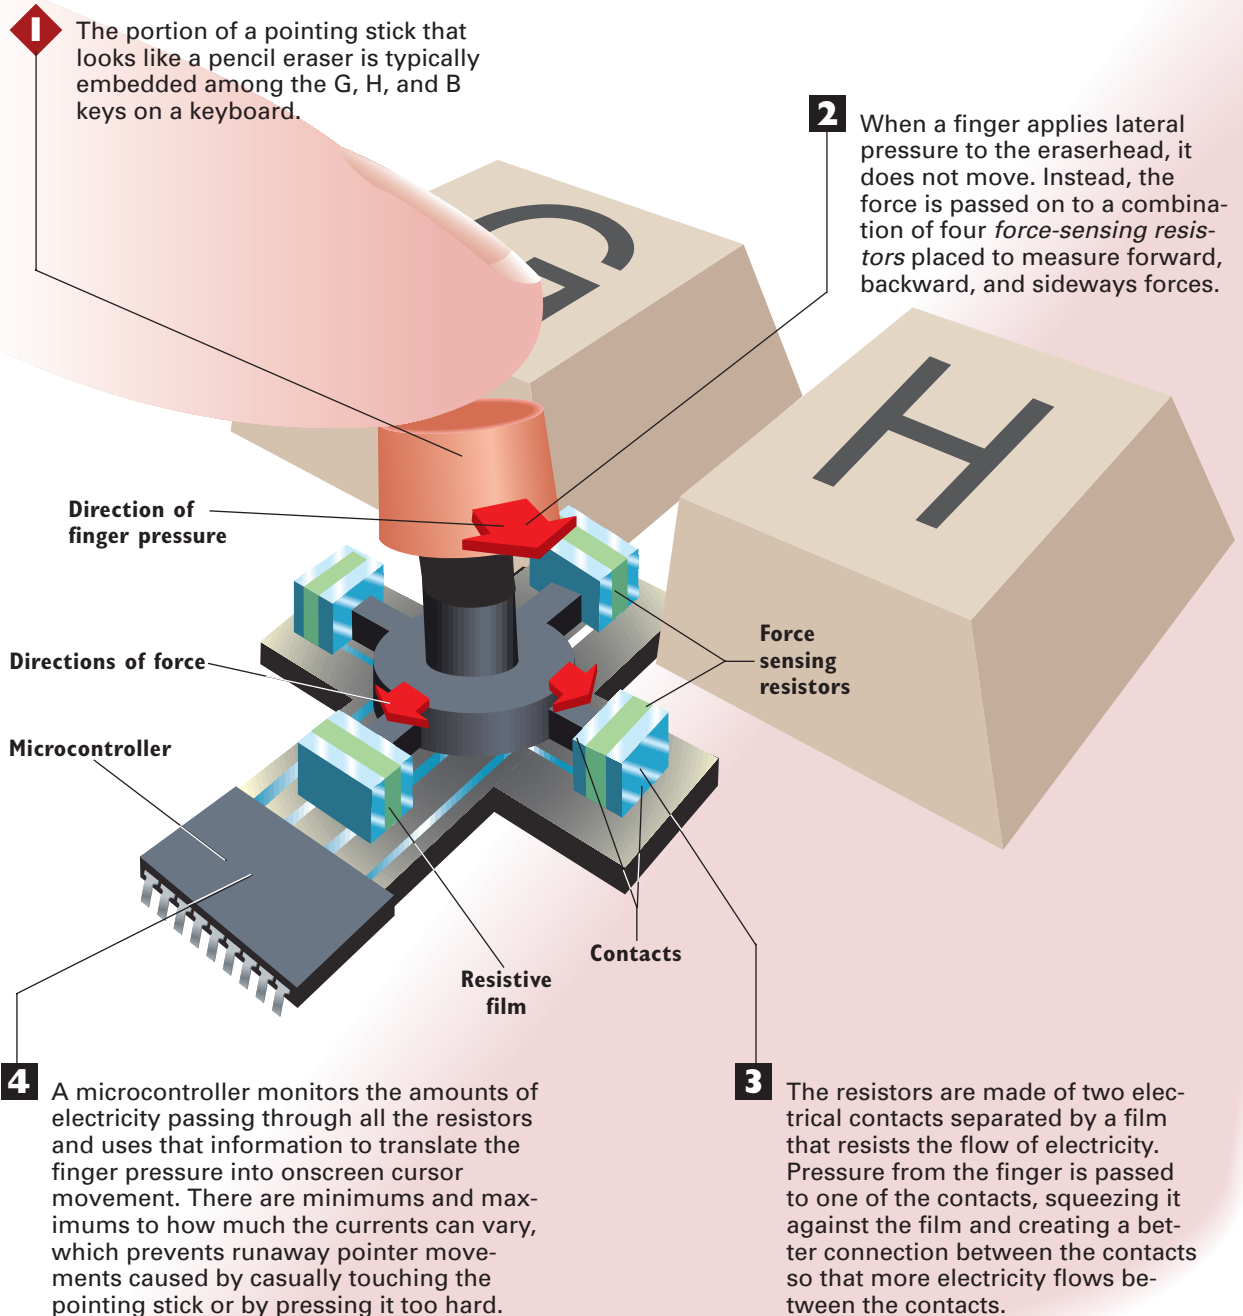 1
The portion of a pointing stick that
looks like a pencil eraser is typically
embedded among the G, H, and B
keys on a keyboard.
2
When a finger applies lateral
pressure to the eraserhead, it
does not move. Instead, the
force is passed on to a combina-
tion of four force-sensing resis-
tors placed to measure forward,
backward, and sideways forces.
G
H
Direction of
finger pressure
Force
sensing
resistors
Directions of force
Microcontroller
Contacts
Resistive
film
4
A microcontroller monitors the amounts of
electricity passing through all the resistors
and uses that information to translate the
finger pressure into onscreen cursor
movement. There are minimums and max-
imums to how much the currents can vary,
which prevents runaway pointer move-
ments caused by casually touching the
pointing stick or by pressing it too hard.
3
The resistors are made of two elec-
trical contacts separated by a film
that resists the flow of electricity.
Pressure from the finger is passed
to one of the contacts, squeezing it
against the film and creating a bet-
ter connection between the contacts
so that more electricity flows be-
tween the contacts.